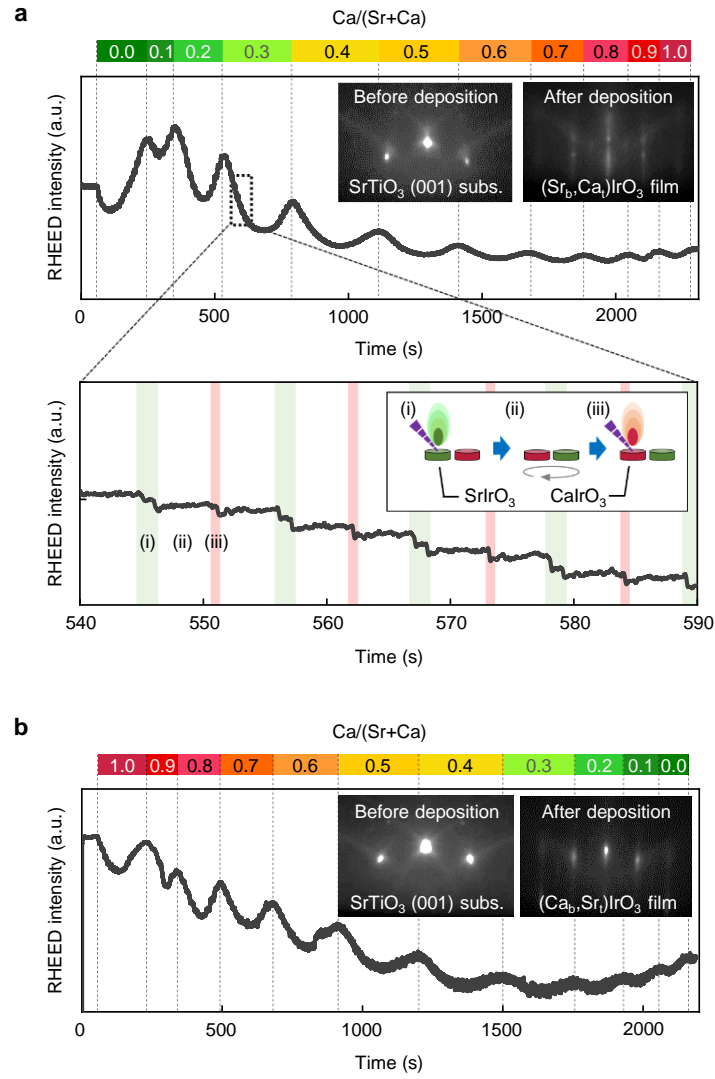 a
Ca/(Sr+Ca)
0.0 0.1 0.2 0.3 0.4 0.5 0.6 0.7 0.8 0.9 1.0
RHEED intensity (a.u.)
Before deposition
SrTiO3 (001) subs.
After deposition
(Srb,Cat)IrO3 film
0 500 1000 1500 2000
Time (s)
RHEED intensity (a.u.)
(i) (ii) (iii)
SrIrO3 CaIrO3
(i) (ii) (iii)
540 550 560 570 580 590
Time (s)
b
Ca/(Sr+Ca)
1.0 0.9 0.8 0.7 0.6 0.5 0.4 0.3 0.2 0.1 0.0
RHEED intensity (a.u.)
Before deposition
SrTiO3 (001) subs.
After deposition
(Cab,Srt)IrO3 film
0 500 1000 1500 2000
Time (s)